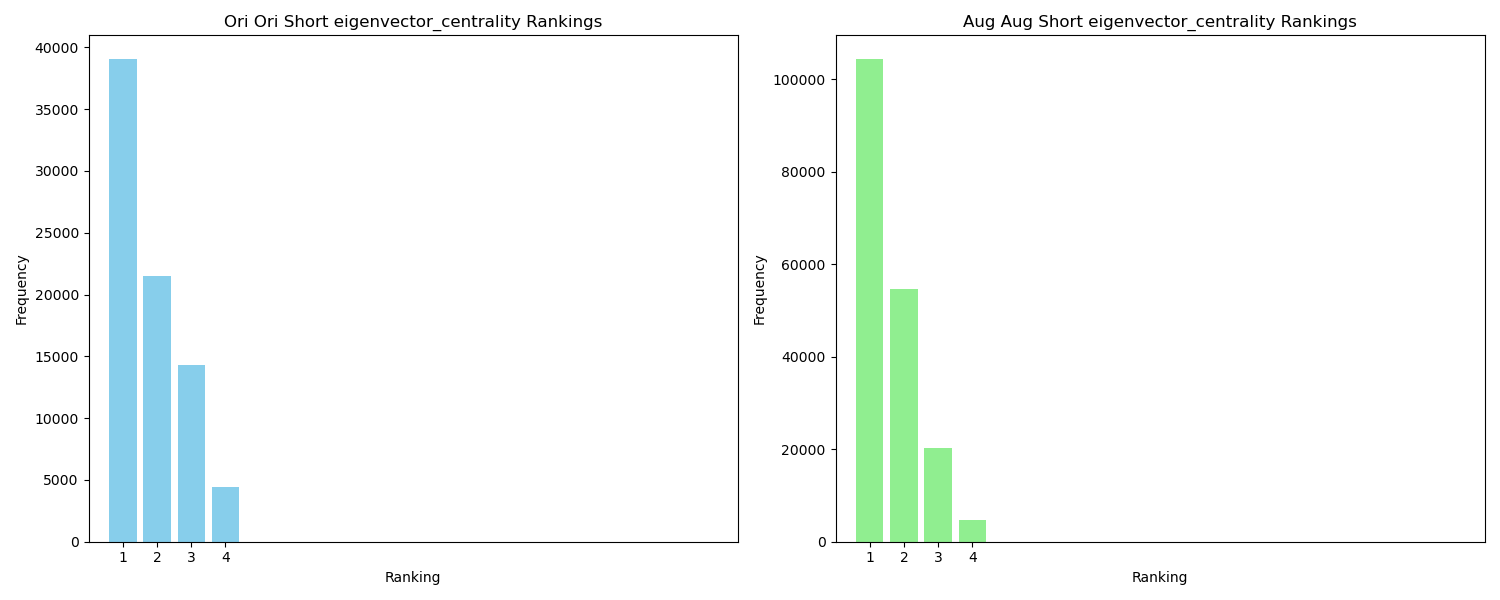 Ori Ori Short eigenvector_centrality Rankings
40000
35000
30000
25000
20000
15000
10000
5000
0
Frequency
1 2 3 4
Ranking
Aug Aug Short eigenvector_centrality Rankings
100000
80000
60000
40000
20000
0
Frequency
1 2 3 4
Ranking